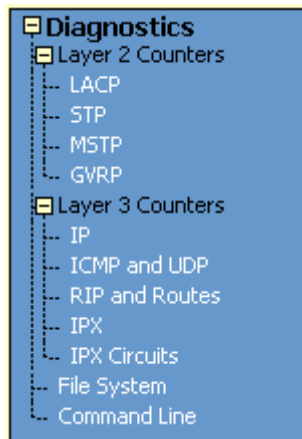 Diagnostics
Layer 2 Counters
LACP
STP
MSTP
GVRP
Layer 3 Counters
IP
ICMP and UDP
RIP and Routes
IPX
IPX Circuits
File System
Command Line